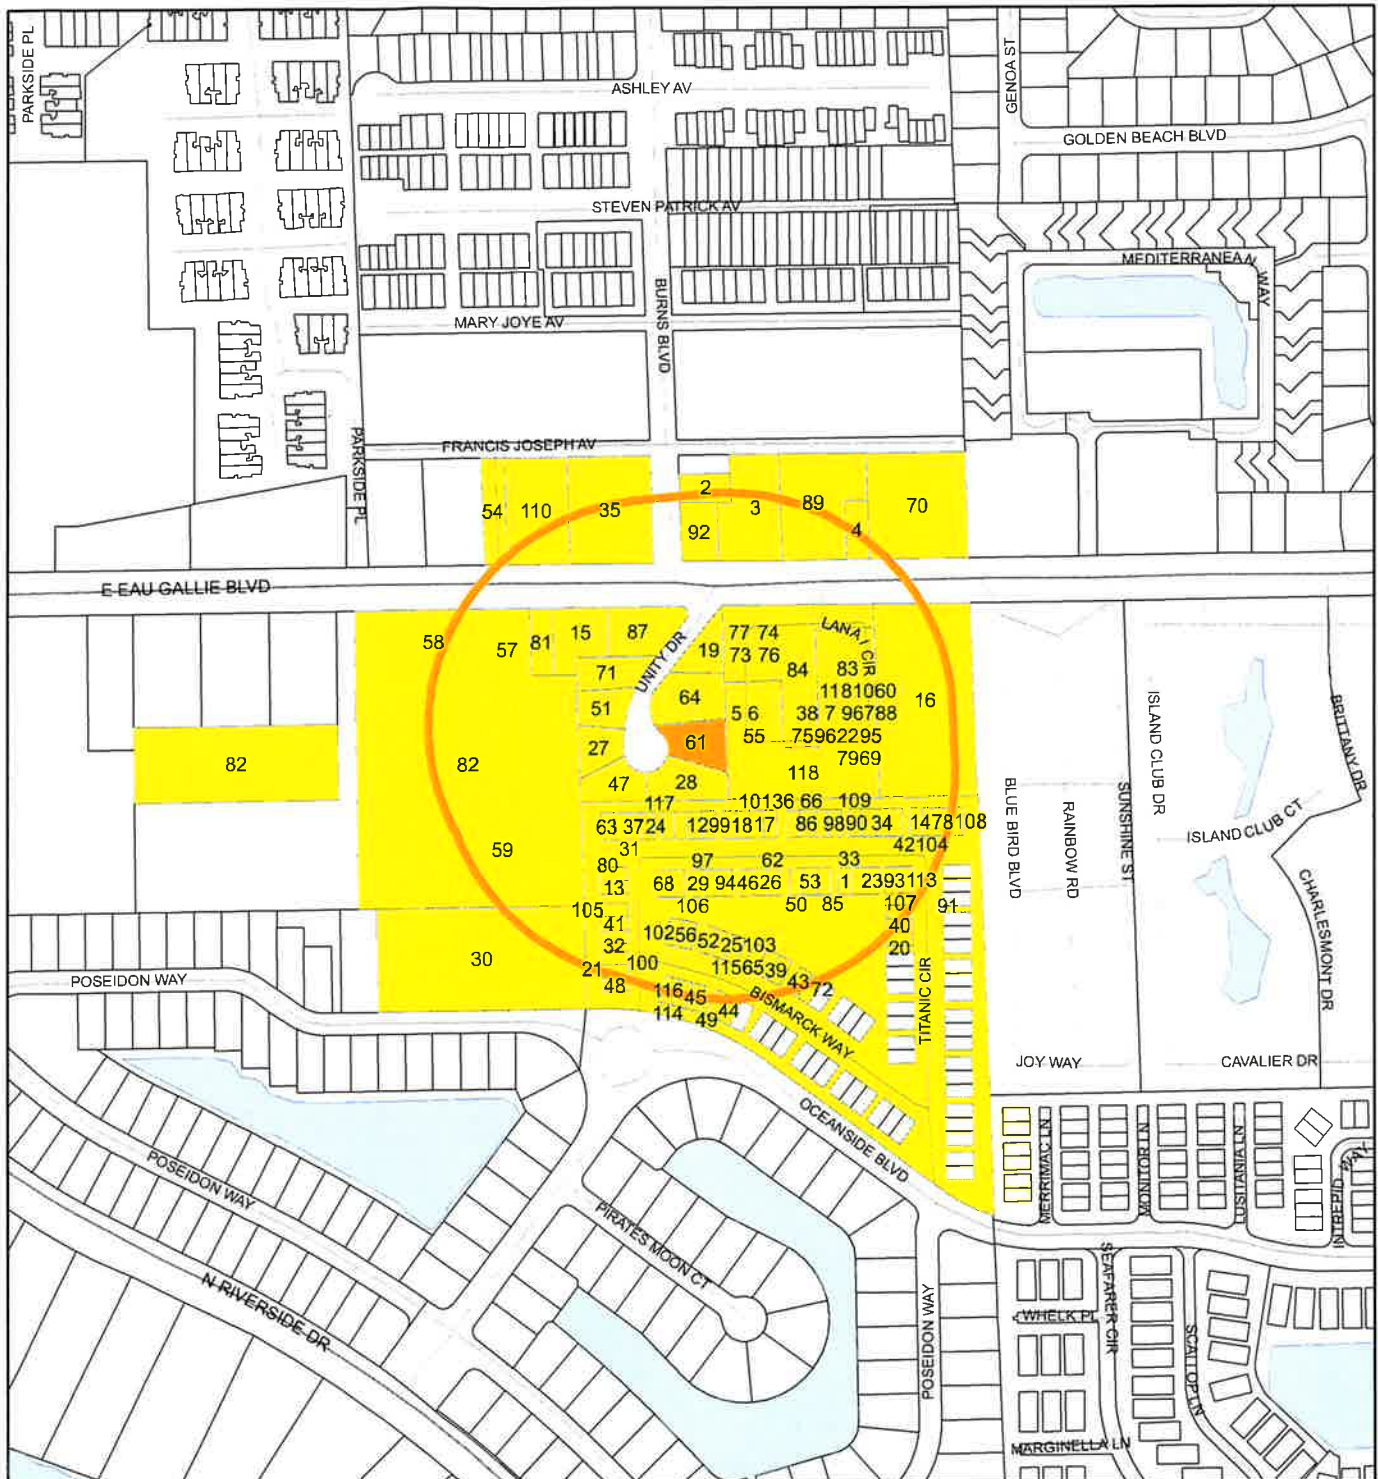 PARKSIDE PL
GENOA ST
ASHLEY AV
GOLDEN BEACH BLVD
STEVEN PATRICK AV
MEDITERRANEAN WAY
BURNS BLVD
MARY JOYE AV
PARKSIDE PL
FRANCIS JOSEPH AV
54 110 35 2 3 89 4 70
92
E EAU GALLIE BLVD
58 57 81 15 87
UNITY DR
19
77 74
73 76
LANAI CIR
84 83
71
64
1181060
16
51
5 6
38 7 96788
27
61
55
75962295
7969
82
82
47
28
118
117
10136 66 109
63 3724 12991817 86 9890 34 1478108
31
42104
59
80
97 62 33
13
68 29 944626 53 1 2393113
105
106
50 85
107
91
41
40
32
1025652
25103
20
30
21
100
1156539
43
72
48
116
45
BISMARCK WAY
TITANIC CIR
114
49
44
BLUE BIRD BLVD
RAINBOW RD
SUNSHINE ST
ISLAND CLUB DR
ISLAND CLUB CT
BRITTANY DR
CHARLESMONT DR
JOY WAY
CAVALIER DR
POSEIDON WAY
OCEANSIDE BLVD
POSEIDON WAY
PIRATES MOON CT
N RIVERSIDE DR
POSEIDON WAY
MERRIMAC LN
MONITOR LN
LUSITANIA LN
INTREPID WAY
SEAFARER CIR
WHELK PL
SCALLOP LN
MARGINELLA LN